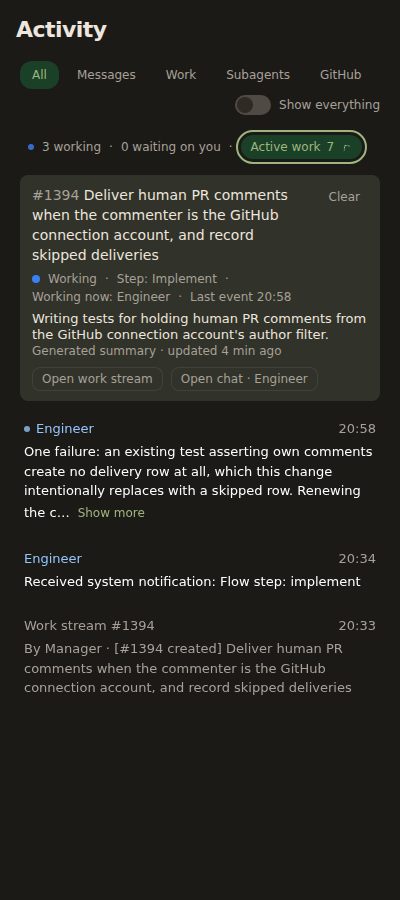 Activity
All Messages Work Subagents GitHub
Show everything
3 working · 0 waiting on you · Active work 7
#1394 Deliver human PR comments
when the commenter is the GitHub
connection account, and record
skipped deliveries
Clear
Working · Step: Implement ·
Working now: Engineer · Last event 20:58
Writing tests for holding human PR comments from
the GitHub connection account's author filter.
Generated summary · updated 4 min ago
Open work stream Open chat · Engineer
Engineer 20:58
One failure: an existing test asserting own comments
create no delivery row at all, which this change
intentionally replaces with a skipped row. Renewing
the c... Show more
Engineer 20:34
Received system notification: Flow step: implement
Work stream #1394 20:33
By Manager · [#1394 created] Deliver human PR
comments when the commenter is the GitHub
connection account, and record skipped deliveries